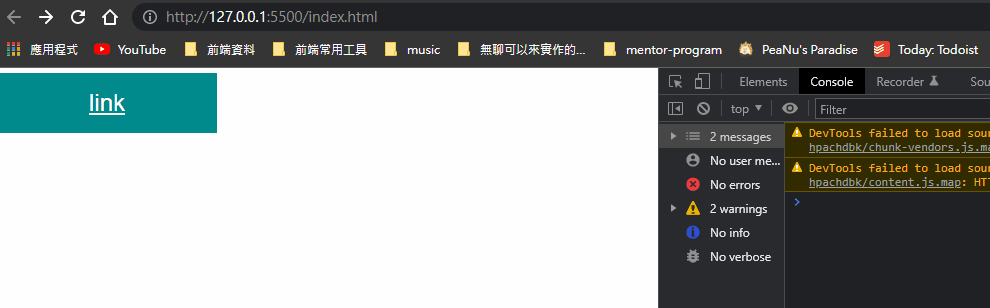 http://127.0.0.1:5500/index.html
應用程式 YouTube 前端資料 前端常用工具 music 無聊可以來實作的... mentor-program PeaNu's Paradise Today: Todoist
link
Elements Console Recorder Sou
top Filter
2 messages
No user me...
No errors
2 warnings
No info
No verbose
DevTools failed to load sour
hpachdbk/chunk-vendors.js.ma
DevTools failed to load sour
hpachdbk/content.js.map: HTT